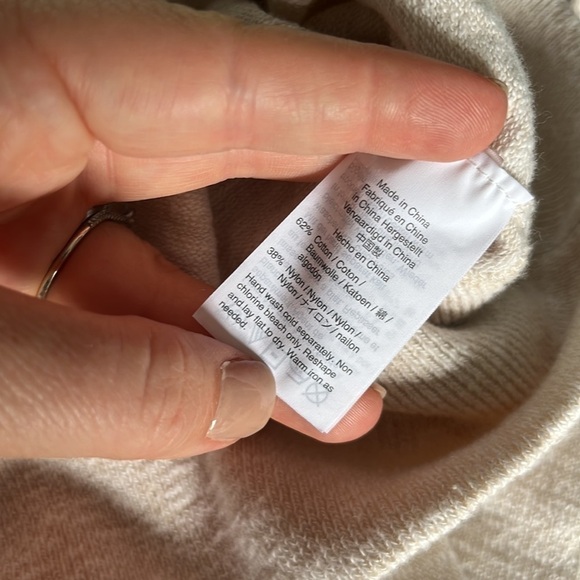 Made in China
Fabriqué en Chine
in China Hergestellt
Vervaardigd in China
中国製
Hecho en China
62% Cotton / Coton /
Baumwolle / Katoen / 綿 /
algodón
38% Nylon / Nylon / Nylon /
Nylon / ナイロン / nailon
Hand wash cold separately. Non
chlorine bleach only. Reshape
and lay flat to dry. Warm iron as
needed.